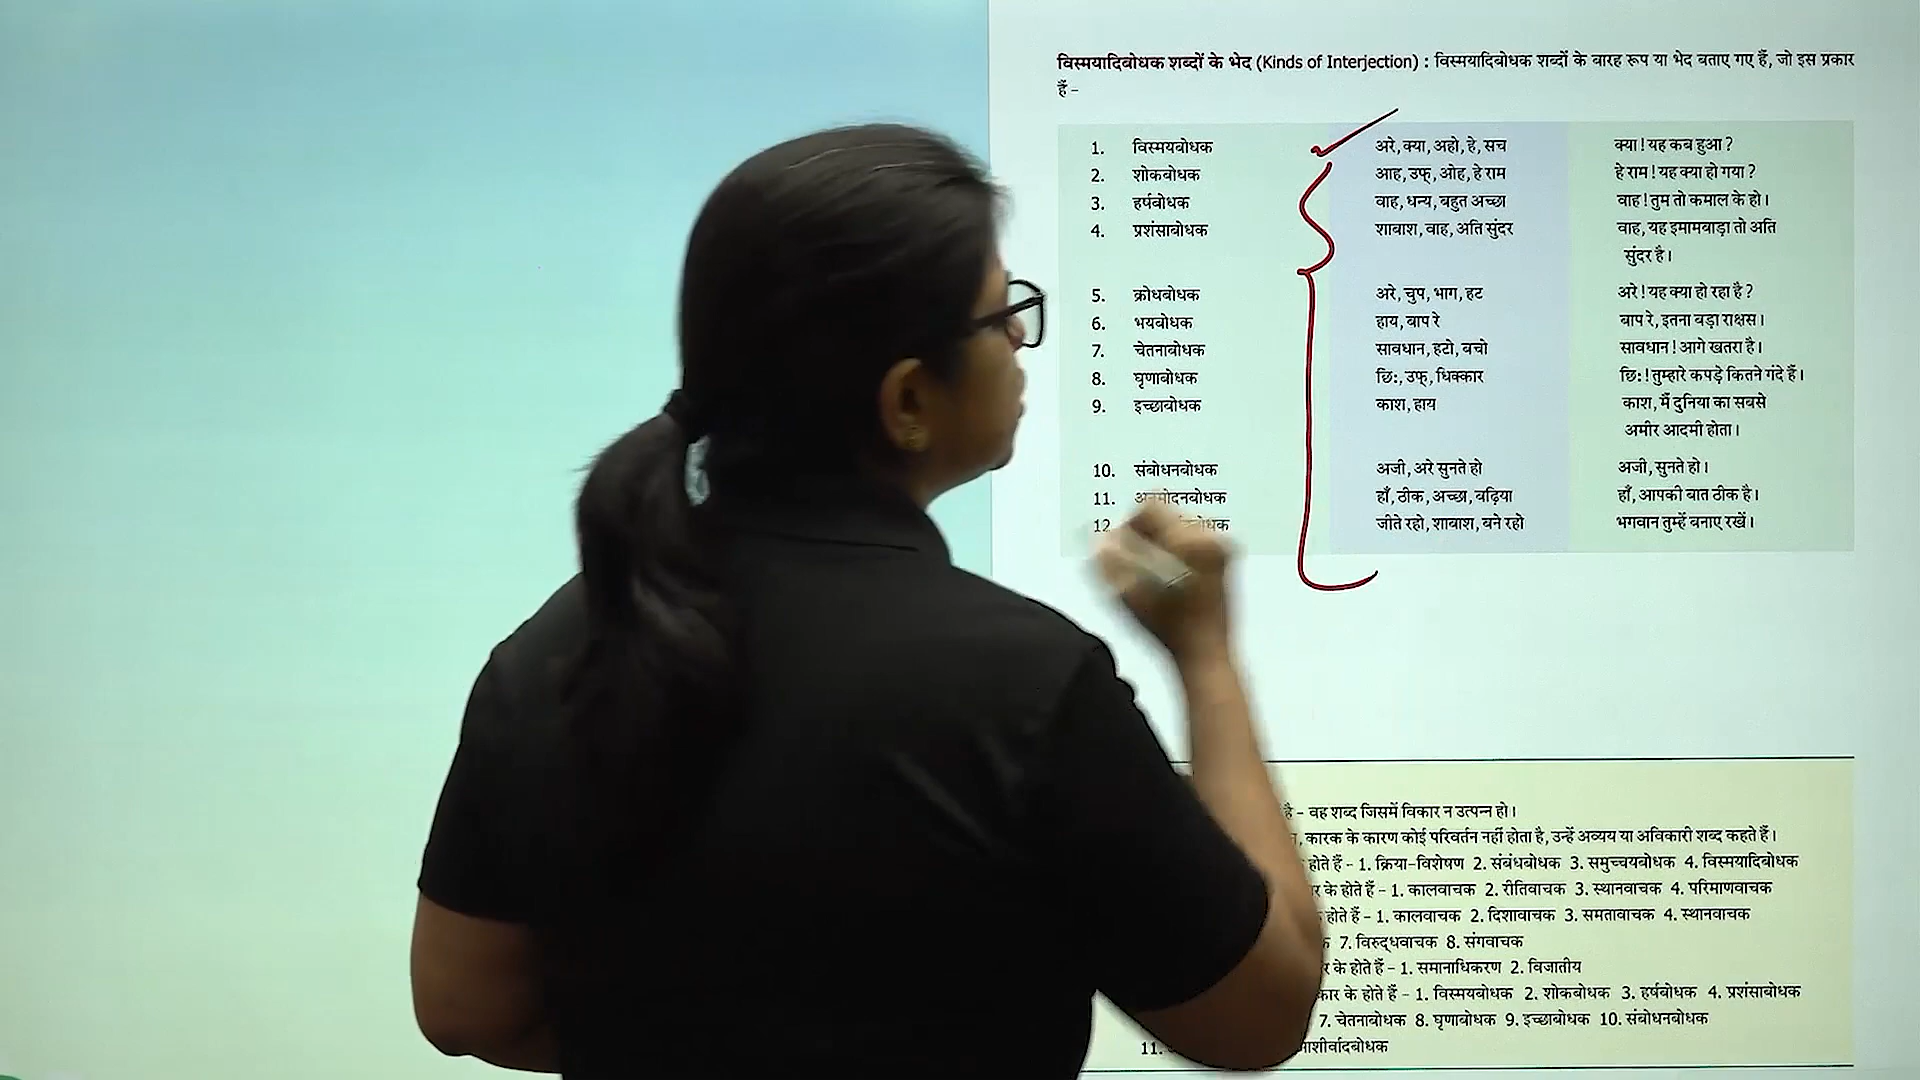 विस्मयादिबोधक शब्दों के भेद (Kinds of Interjection) : विस्मयादिबोधक शब्दों के बारह रूप या भेद बताए गए हैं, जो इस प्रकार
हैं –
1. विस्मयबोधक अरे, क्या, अहो, हे, सच क्या ! यह कब हुआ ?
2. शोकबोधक आह, उफ्, ओह, हे राम हे राम ! यह क्या हो गया ?
3. हर्षबोधक वाह, धन्य, बहुत अच्छा वाह ! तुम तो कमाल के हो।
4. प्रशंसाबोधक शाबाश, वाह, अति सुंदर वाह, यह इमामबाड़ा तो अति
सुंदर है।
5. क्रोधबोधक अरे, चुप, भाग, हट अरे ! यह क्या हो रहा है ?
6. भयबोधक हाय, बाप रे बाप रे, इतना बड़ा राक्षस।
7. चेतनाबोधक सावधान, हटो, बचो सावधान ! आगे खतरा है।
8. घृणाबोधक छिः, उफ्, धिक्कार छिः ! तुम्हारे कपड़े कितने गंदे हैं।
9. इच्छाबोधक काश, हाय काश, मैं दुनिया का सबसे
अमीर आदमी होता।
10. संबोधनबोधक अजी, अरे सुनते हो अजी, सुनते हो।
11. अनुमोदनबोधक हाँ, ठीक, अच्छा, बढ़िया हाँ, आपकी बात ठीक है।
12 जीते रहो, शाबाश, बने रहो भगवान तुम्हें बनाए रखें।
है – वह शब्द जिसमें विकार न उत्पन्न हो।
, कारक के कारण कोई परिवर्तन नहीं होता है, उन्हें अव्यय या अविकारी शब्द कहते हैं।
होते हैं – 1. क्रिया–विशेषण 2. संबंधबोधक 3. समुच्चयबोधक 4. विस्मयादिबोधक
के होते हैं – 1. कालवाचक 2. रीतिवाचक 3. स्थानवाचक 4. परिमाणवाचक
होते हैं – 1. कालवाचक 2. दिशावाचक 3. समतावाचक 4. स्थानवाचक
7. विरुद्धवाचक 8. संगवाचक
के होते हैं – 1. समानाधिकरण 2. विजातीय
के होते हैं – 1. विस्मयबोधक 2. शोकबोधक 3. हर्षबोधक 4. प्रशंसाबोधक
7. चेतनाबोधक 8. घृणाबोधक 9. इच्छाबोधक 10. संबोधनबोधक
11. आशीर्वादबोधक